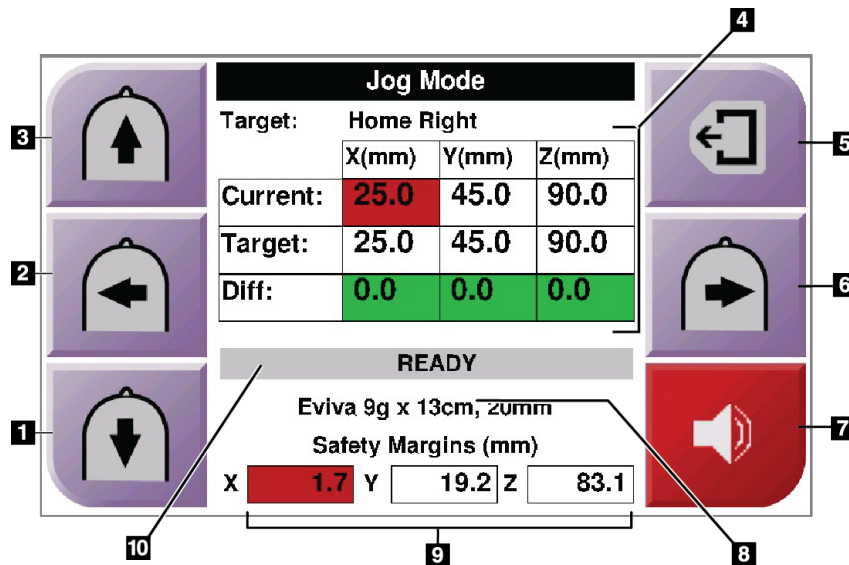 4
Jog Mode
Target: Home Right
X(mm) Y(mm) Z(mm)
Current: 25.0 45.0 90.0
Target: 25.0 45.0 90.0
Diff: 0.0 0.0 0.0
READY
Eviva 9g x 13cm, 20mm
Safety Margins (mm)
X 1.7 Y 19.2 Z 83.1
3
2
1
5
6
7
10
9
8